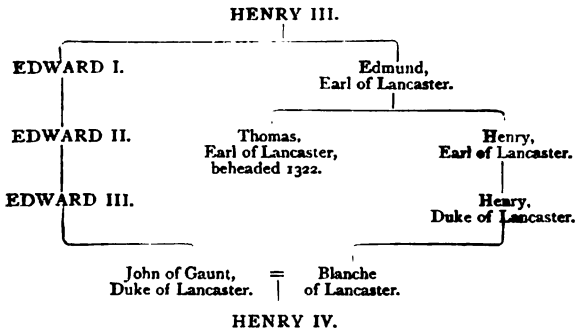 HENRY III.
EDWARD I.
Edmund,
Earl of Lancaster.
EDWARD II.
Thomas,
Earl of Lancaster,
beheaded 1322.
Henry,
Earl of Lancaster.
EDWARD III.
Henry,
Duke of Lancaster.
John of Gaunt,
Duke of Lancaster.
=
Blanche
of Lancaster.
HENRY IV.